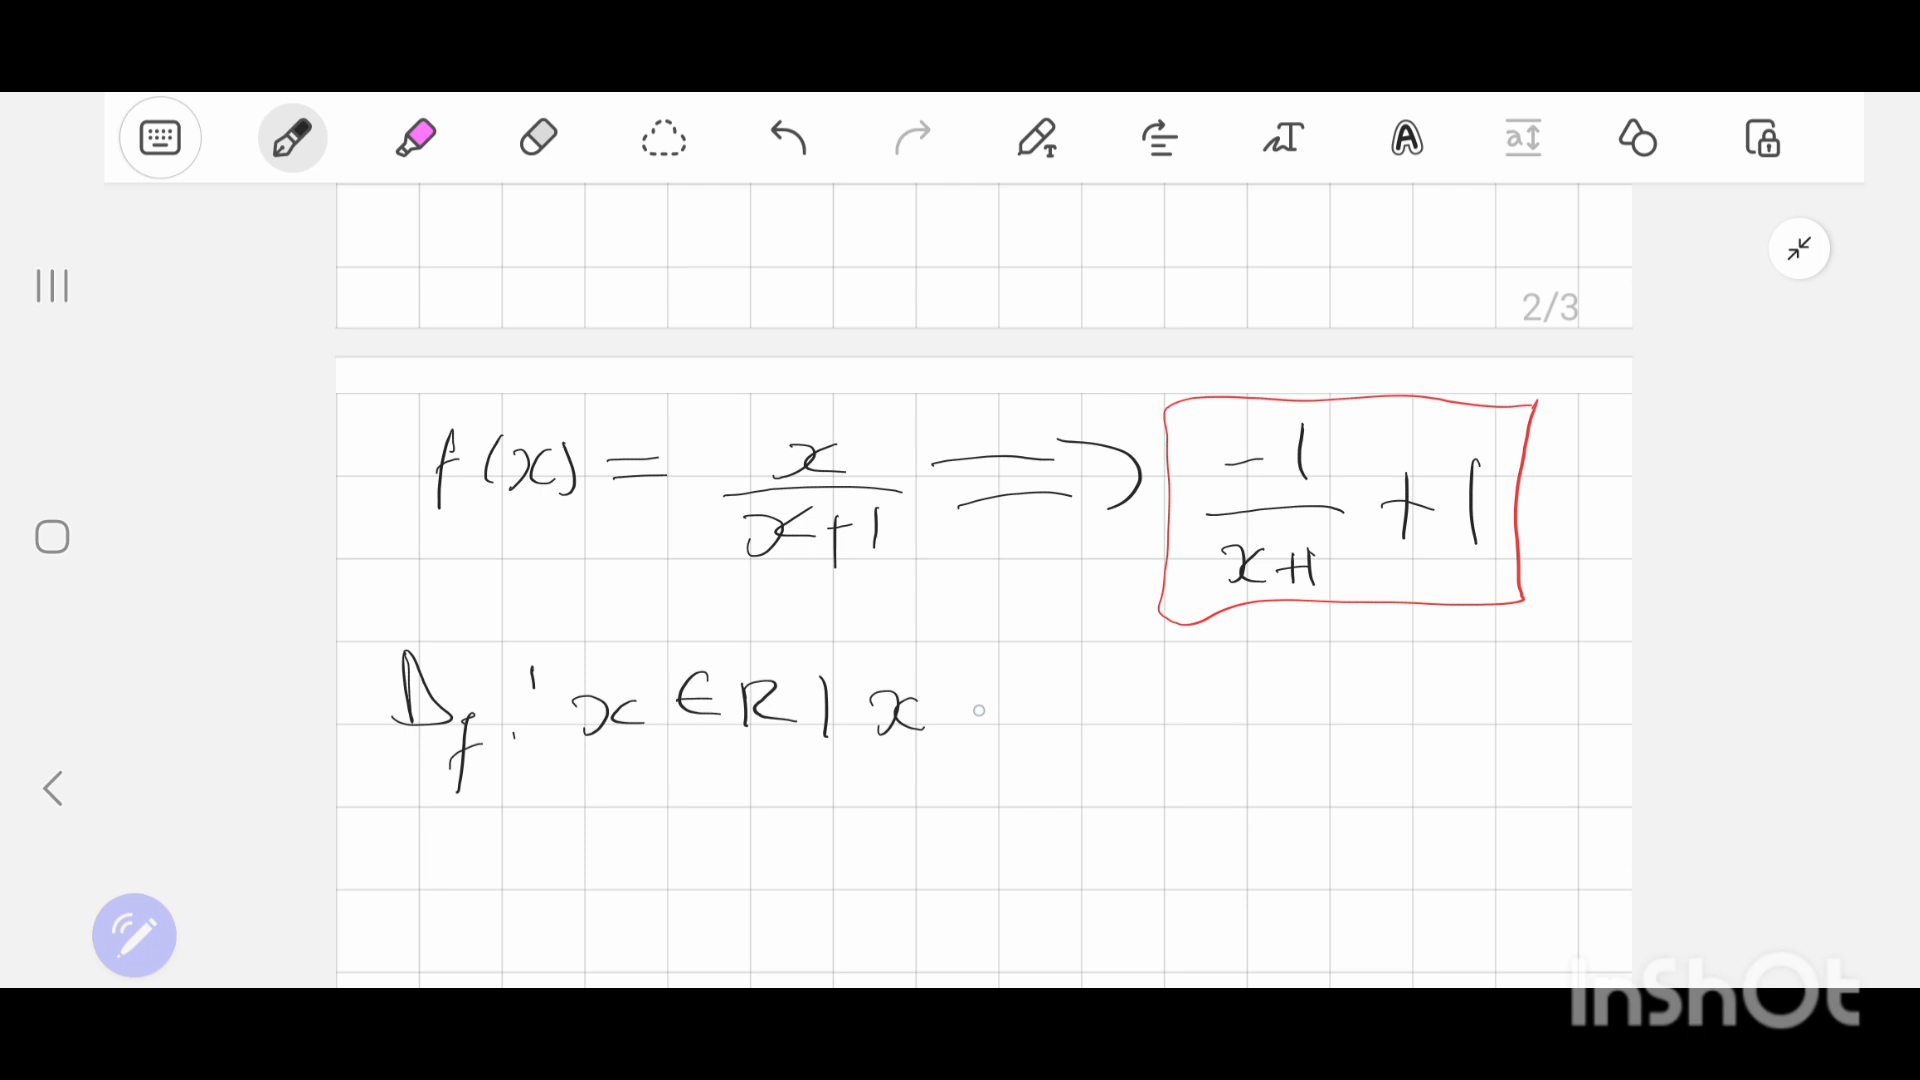 2/3
f(x) = x/(x+1) ⇒ -1/(x+1) + 1
D_f : x ∈ R | x
InShOt